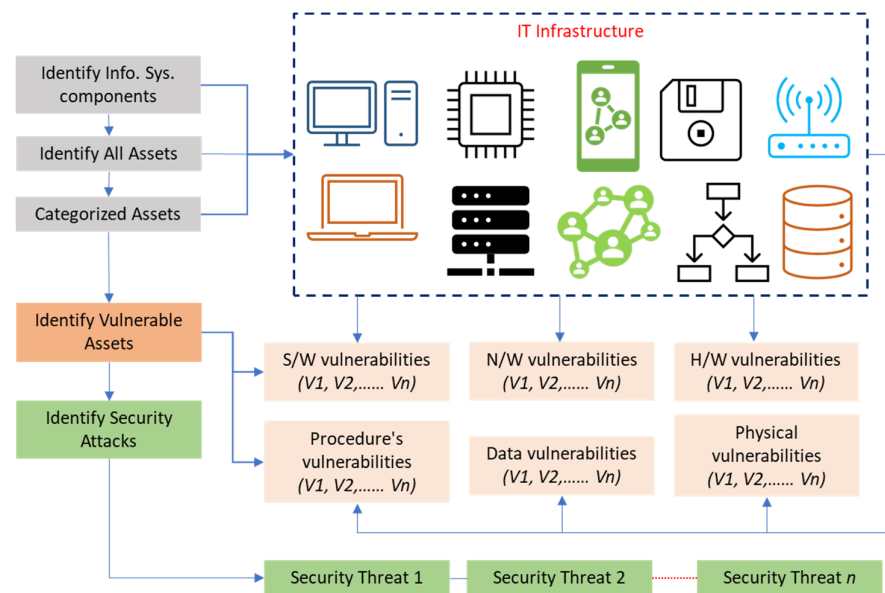 IT Infrastructure
Identify Info. Sys.
components
Identify All Assets
Categorized Assets
Identify Vulnerable
Assets
Identify Security
Attacks
S/W vulnerabilities
(V1, V2,...... Vn)
N/W vulnerabilities
(V1, V2,...... Vn)
H/W vulnerabilities
(V1, V2,...... Vn)
Procedure's
vulnerabilities
(V1, V2,...... Vn)
Data vulnerabilities
(V1, V2,...... Vn)
Physical
vulnerabilities
(V1, V2,...... Vn)
Security Threat 1
Security Threat 2
Security Threat n